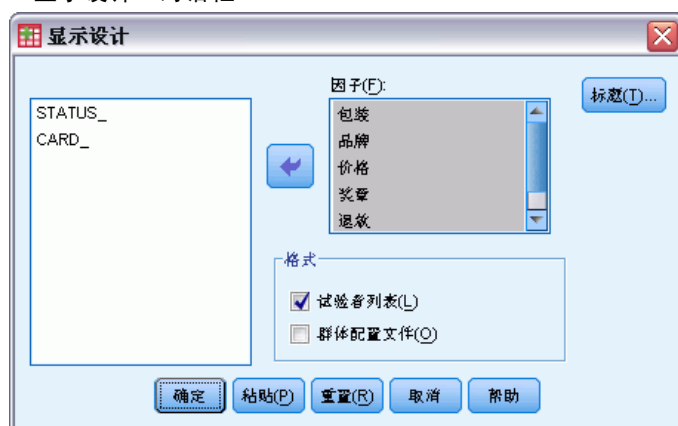 显示设计
因子(F):
标题(T)...
STATUS_
CARD_
包装
品牌
价格
奖章
退款
格式
试验者列表(L)
群体配置文件(O)
确定
粘贴(P)
重置(R)
取消
帮助